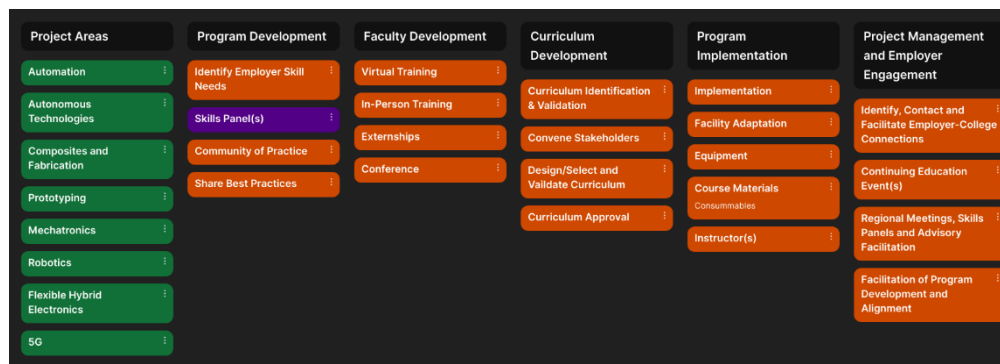 Project Areas
Automation
Autonomous
Technologies
Composites and
Fabrication
Prototyping
Mechatronics
Robotics
Flexible Hybrid
Electronics
5G
Program Development
Identify Employer Skill
Needs
Skills Panel(s)
Community of Practice
Share Best Practices
Faculty Development
Virtual Training
In-Person Training
Externships
Conference
Curriculum
Development
Curriculum Identification
& Validation
Convene Stakeholders
Design/Select and
Vaildate Curriculum
Curriculum Approval
Program
Implementation
Implementation
Facility Adaptation
Equipment
Course Materials
Consummables
Instructor(s)
Project Management
and Employer
Engagement
Identify, Contact and
Facilitate Employer-College
Connections
Continuing Education
Event(s)
Regional Meetings, Skills
Panels and Advisory
Facilitation
Facilitation of Program
Development and
Alignment